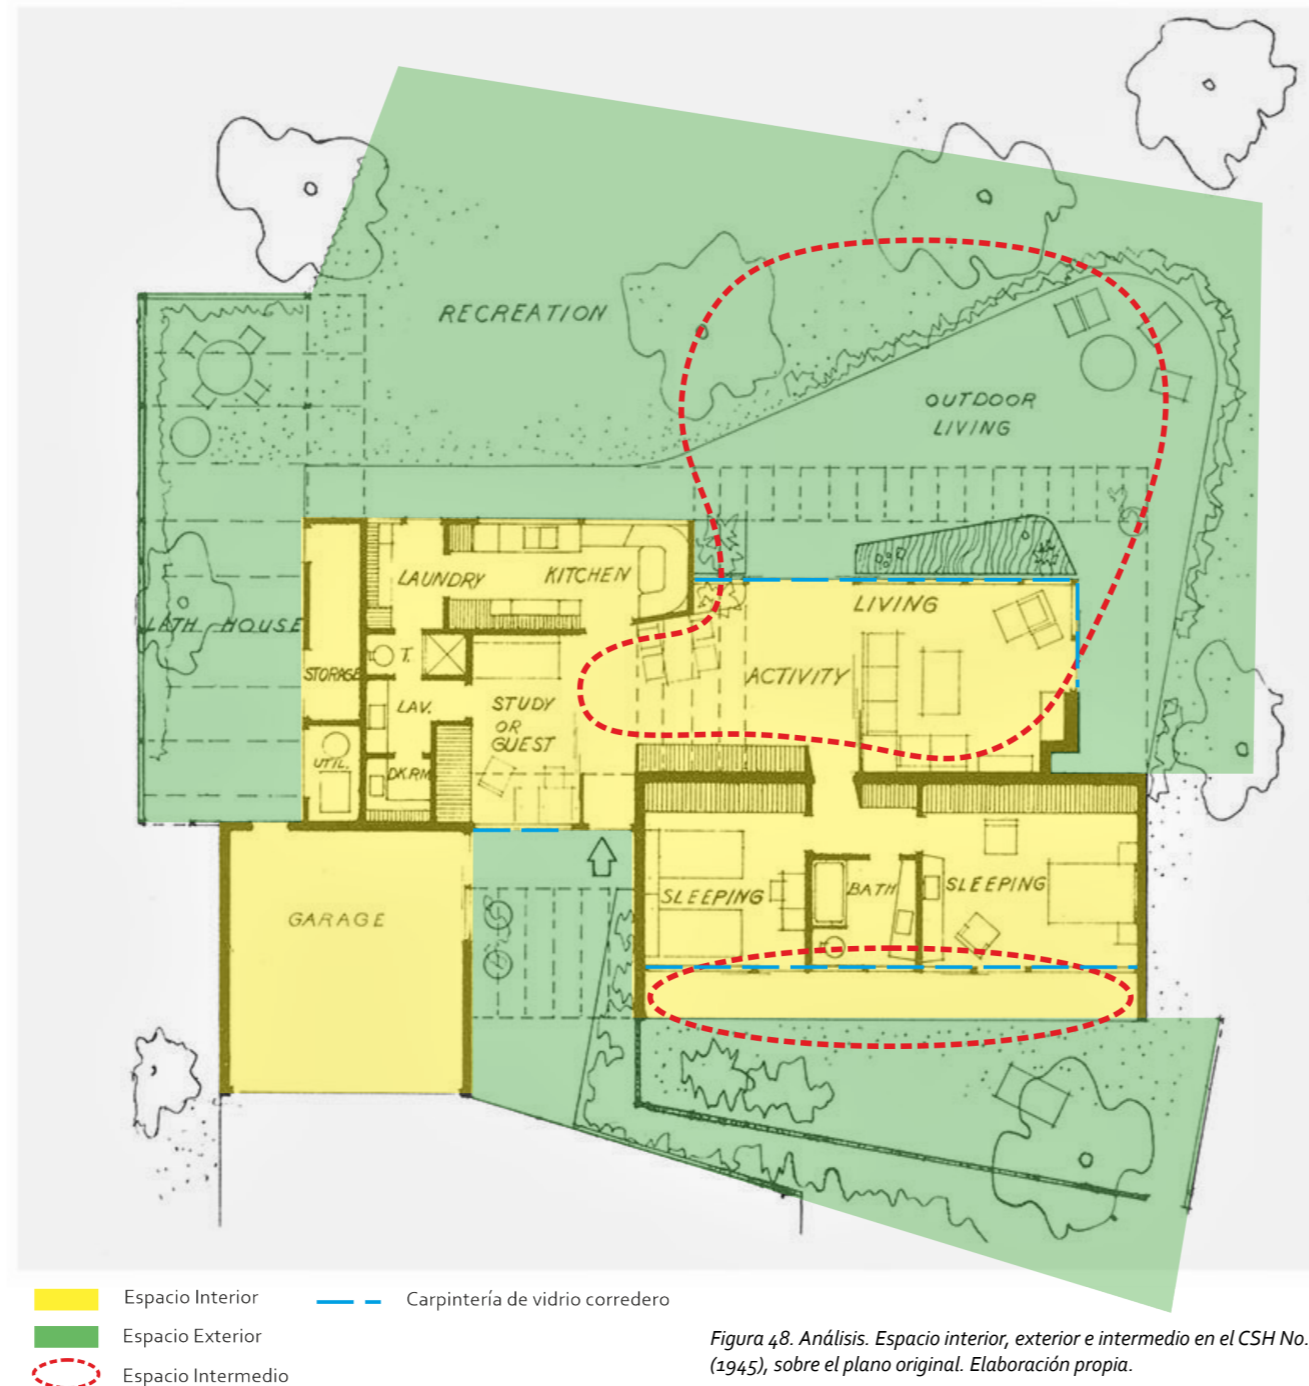 RECREATION
OUTDOOR
LIVING
LAUNDRY
KITCHEN
LIVING
LATH HOUSE
T.
STORAGE
ACTIVITY
LAV.
STUDY
OR
GUEST
UTIL.
DK.RM
SLEEPING
BATH
SLEEPING
GARAGE
Espacio Interior
Carpintería de vidrio corredero
Espacio Exterior
Espacio Intermedio
Figura 48. Análisis. Espacio interior, exterior e intermedio en el CSH No.
(1945), sobre el plano original. Elaboración propia.